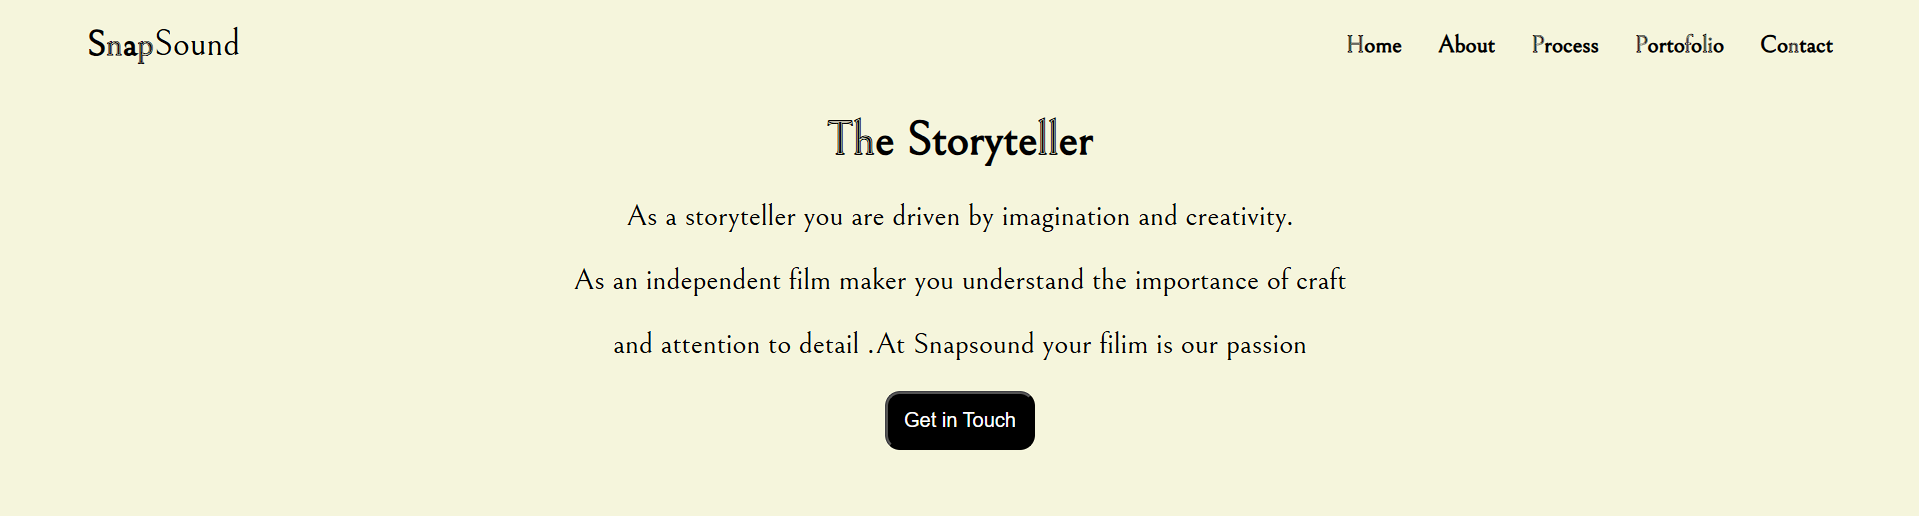 SnapSound
Home About Process Portofolio Contact
The Storyteller
As a storyteller you are driven by imagination and creativity.
As an independent film maker you understand the importance of craft
and attention to detail .At Snapsound your filim is our passion
Get in Touch